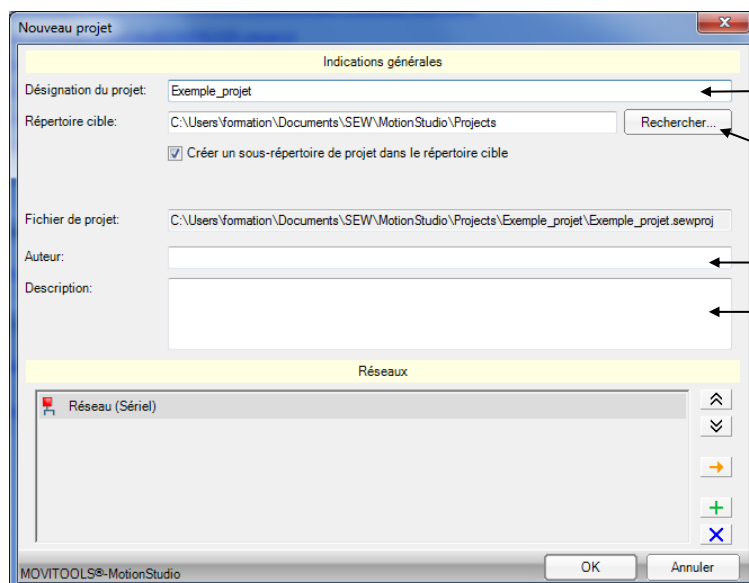 Nouveau projet
Indications générales
Désignation du projet: Exemple_projet
Répertoire cible: C:\Users\formation\Documents\SEW\MotionStudio\Projects Rechercher...
Créer un sous-répertoire de projet dans le répertoire cible
Fichier de projet: C:\Users\formation\Documents\SEW\MotionStudio\Projects\Exemple_projet\Exemple_projet.sewproj
Auteur:
Description:
Réseaux
Réseau (Sériel)
MOVITOOLS®-MotionStudio OK Annuler